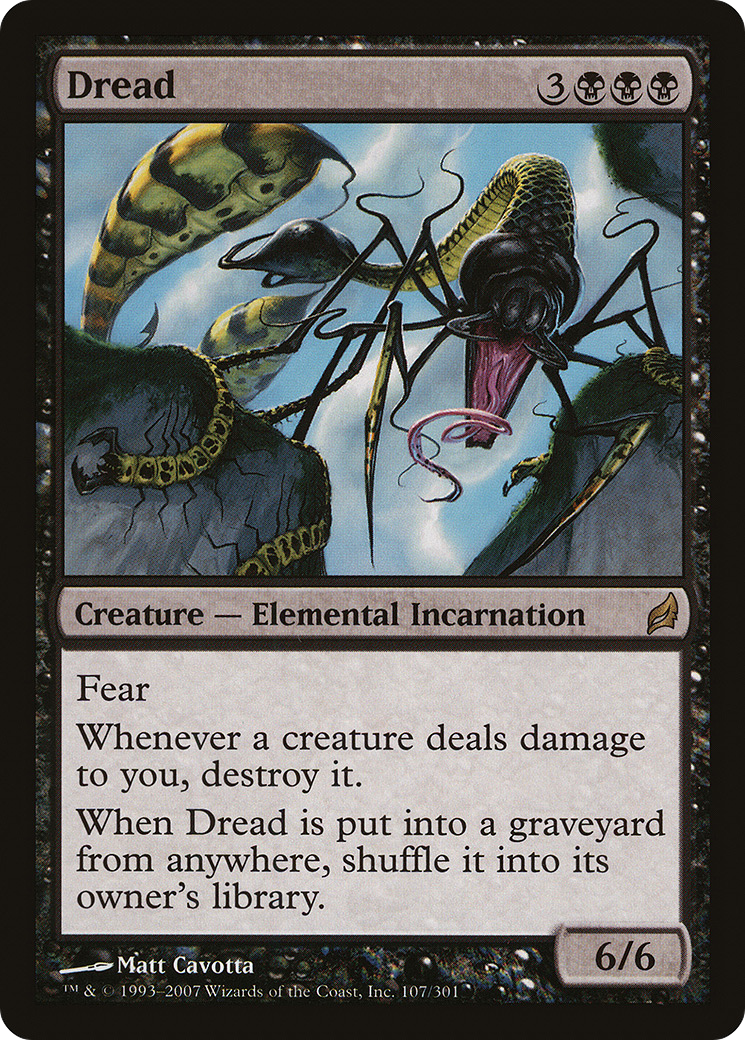 Dread
3
Creature — Elemental Incarnation
Fear
Whenever a creature deals damage
to you, destroy it.
When Dread is put into a graveyard
from anywhere, shuffle it into its
owner's library.
6/6
Matt Cavotta
™ & © 1993–2007 Wizards of the Coast, Inc. 107/301